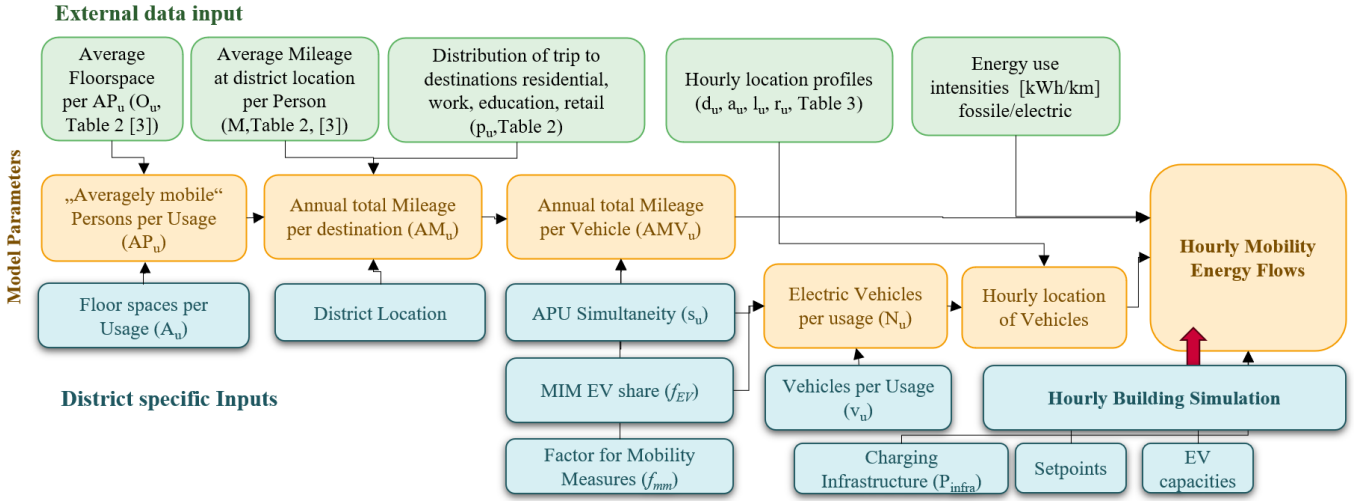 External data input
Average
Floorspace
per APu (Ou,
Table 2 [3])
Average Mileage
at district location
per Person
(M,Table 2, [3])
Distribution of trip to
destinations residential,
work, education, retail
(pu,Table 2)
Hourly location profiles
(du, au, lu, ru, Table 3)
Energy use
intensities [kWh/km]
fossile/electric
Model Parameters
„Averagely mobile“
Persons per Usage
(APu)
Annual total Mileage
per destination (AMu)
Annual total Mileage
per Vehicle (AMVu)
Hourly Mobility
Energy Flows
Electric Vehicles
per usage (Nu)
Hourly location
of Vehicles
Floor spaces per
Usage (Au)
District Location
APU Simultaneity (su)
MIM EV share (fEV)
Factor for Mobility
Measures (fmm)
Vehicles per Usage
(vu)
Hourly Building Simulation
District specific Inputs
Charging
Infrastructure (Pinfra)
Setpoints
EV
capacities